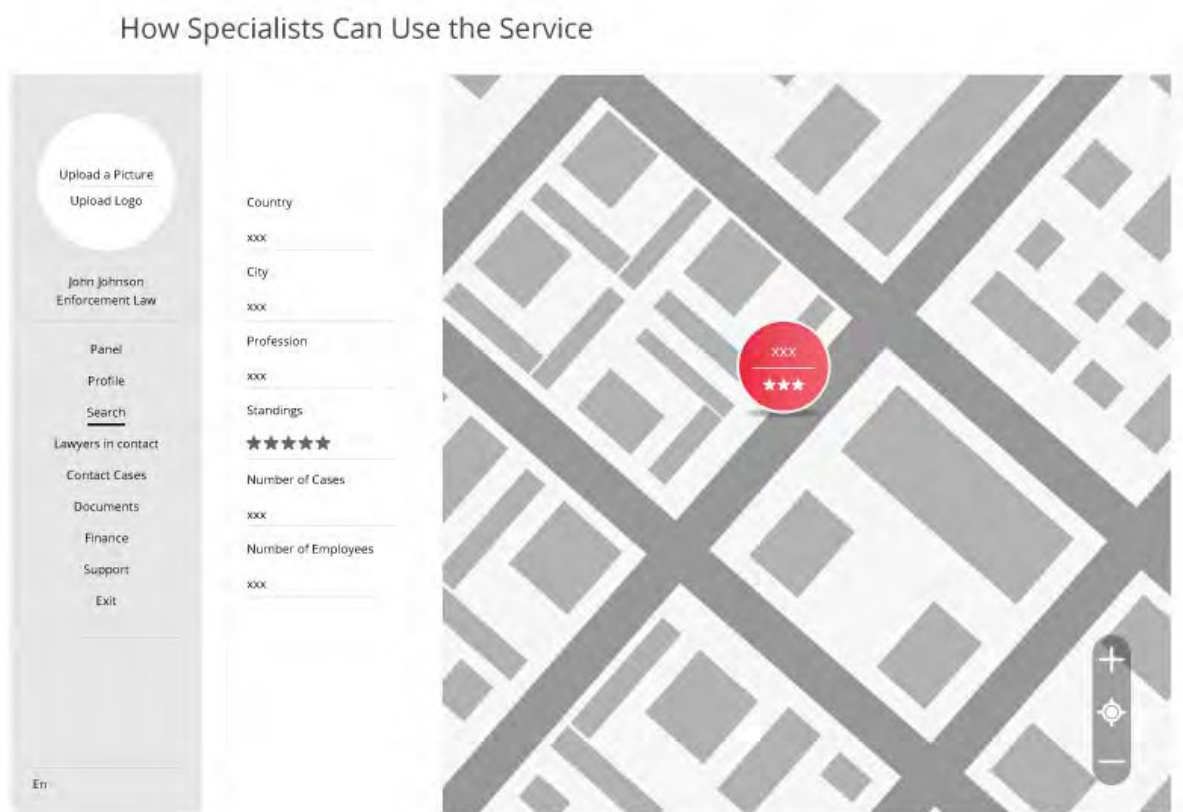 How Specialists Can Use the Service
Upload a Picture
Upload Logo
John Johnson
Enforcement Law
Panel
Profile
Search
Lawyers in contact
Contact Cases
Documents
Finance
Support
Exit
En
Country
xxx
City
xxx
Profession
xxx
Standings
Number of Cases
xxx
Number of Employees
xxx
xxx